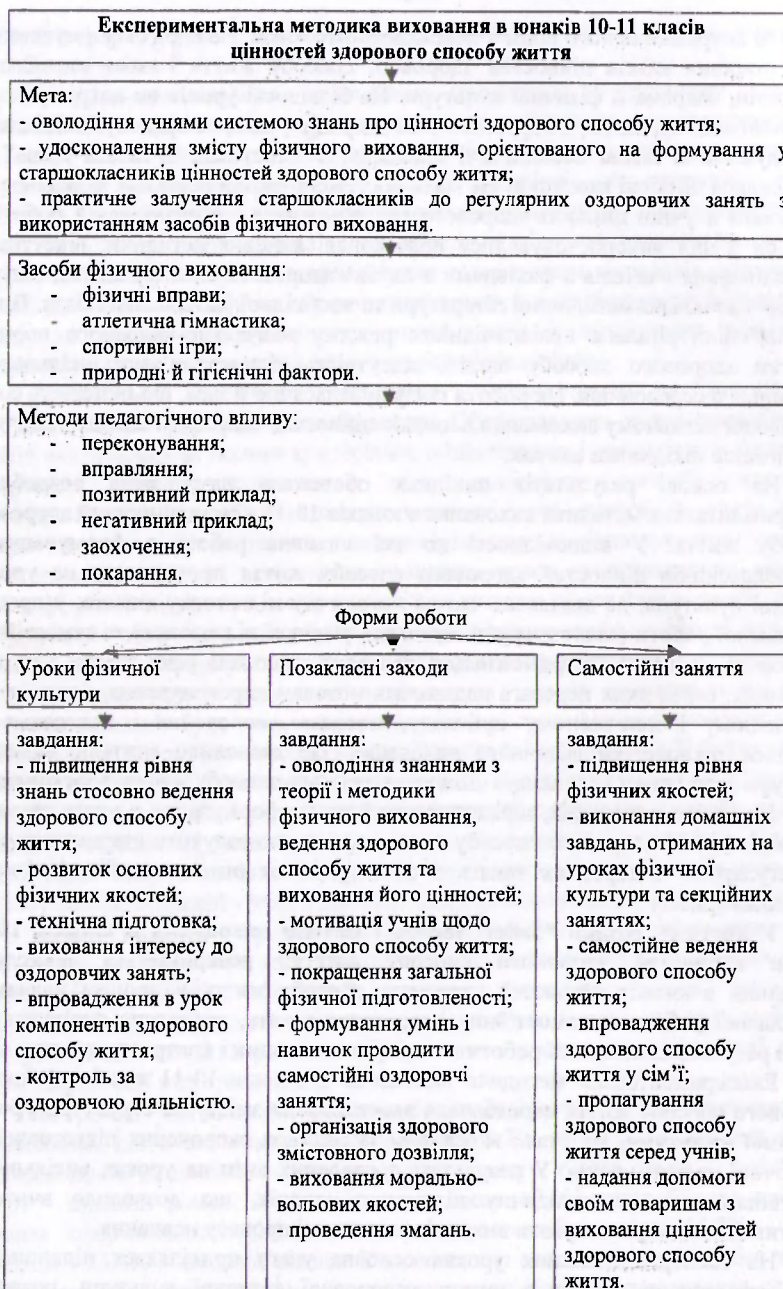 Експериментальна методика виховання в юнаків 10-11 класів
цінностей здорового способу життя
Мета:
- оволодіння учнями системою знань про цінності здорового способу життя;
- удосконалення змісту фізичного виховання, орієнтованого на формування у
старшокласників цінностей здорового способу життя;
- практичне залучення старшокласників до регулярних оздоровчих занять з
використанням засобів фізичного виховання.
Засоби фізичного виховання:
- фізичні вправи;
- атлетична гімнастика;
- спортивні ігри;
- природні й гігієнічні фактори.
Методи педагогічного впливу:
- переконування;
- вправляння;
- позитивний приклад;
- негативний приклад;
- заохочення;
- покарання.
Форми роботи
Уроки фізичної
культури
завдання:
- підвищення рівня
знань стосовно ведення
здорового способу
життя;
- розвиток основних
фізичних якостей;
- технічна підготовка;
- виховання інтересу до
оздоровчих занять;
- впровадження в урок
компонентів здорового
способу життя;
- контроль за
оздоровчою діяльністю.
Позакласні заходи
завдання:
- оволодіння знаннями з
теорії і методики
фізичного виховання,
ведення здорового
способу життя та
виховання його цінностей;
- мотивація учнів щодо
здорового способу життя;
- покращення загальної
фізичної підготовленості;
- формування умінь і
навичок проводити
самостійні оздоровчі
заняття;
- організація здорового
змістовного дозвілля;
- виховання морально-
вольових якостей;
- проведення змагань.
Самостійні заняття
завдання:
- підвищення рівня
фізичних якостей;
- виконання домашніх
завдань, отриманих на
уроках фізичної
культури та секційних
заняттях;
- самостійне ведення
здорового способу
життя;
- впровадження
здорового способу
життя у сім’ї;
- пропагування
здорового способу
життя серед учнів;
- надання допомоги
своїм товаришам з
виховання цінностей
здорового способу
життя.